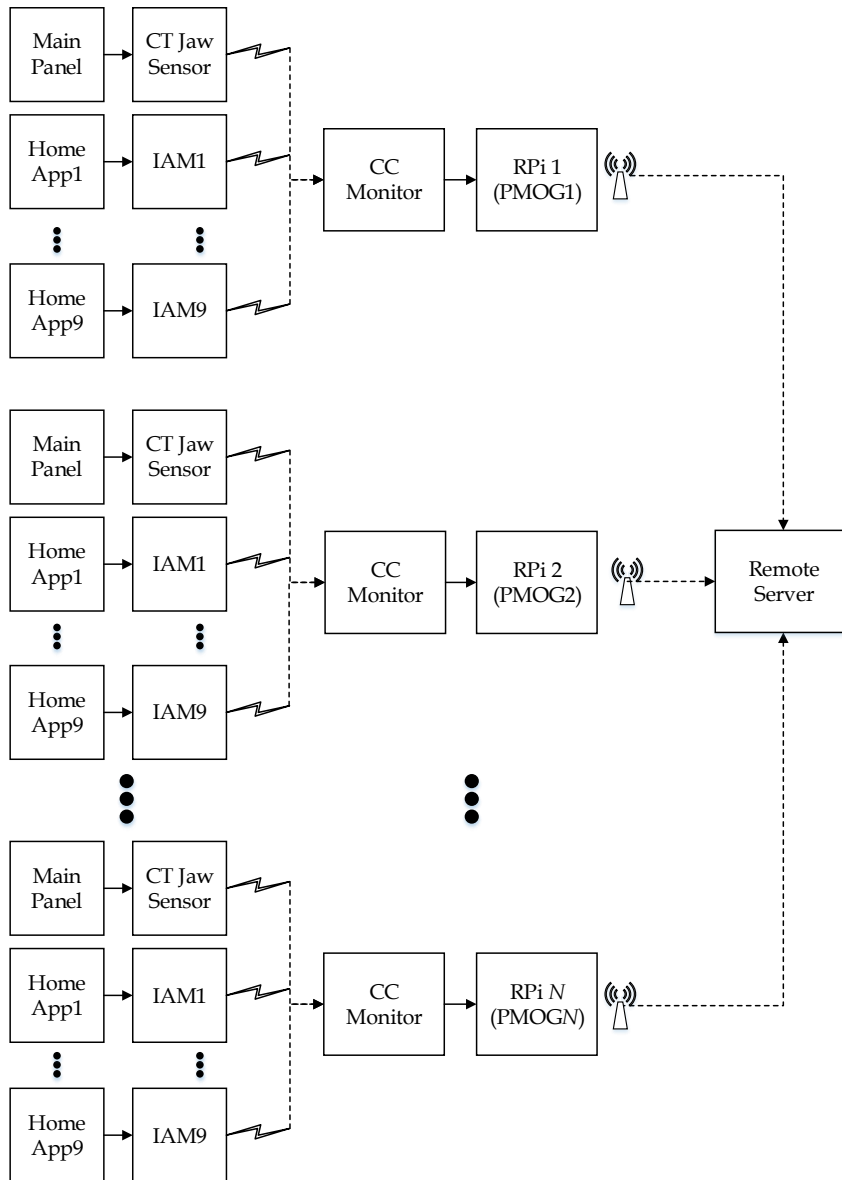 Main
Panel
CT Jaw
Sensor
Home
App1
IAM1
CC
Monitor
RPi 1
(PMOG1)
Home
App9
IAM9
Main
Panel
CT Jaw
Sensor
Home
App1
IAM1
CC
Monitor
RPi 2
(PMOG2)
Remote
Server
Home
App9
IAM9
Main
Panel
CT Jaw
Sensor
Home
App1
IAM1
CC
Monitor
RPi N
(PMOGN)
Home
App9
IAM9